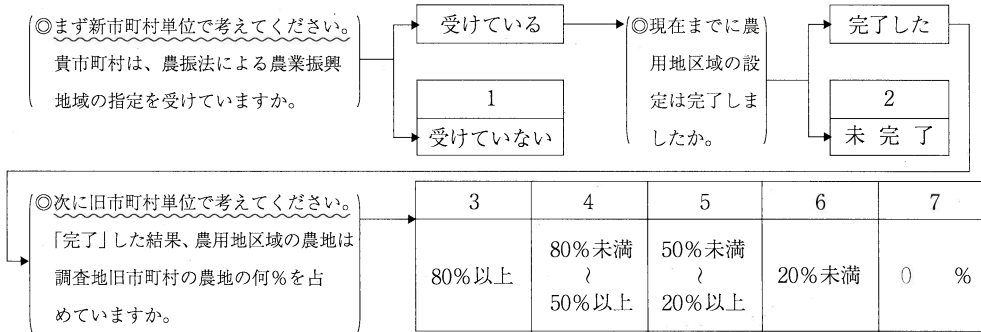 ◎まず新市町村単位で考えてください。
貴市町村は、農振法による農業振興
地域の指定を受けていますか。
受けている
1
受けていない
◎現在までに農
用地区域の設
定は完了しま
したか。
完了した
2
未完了
◎次に旧市町村単位で考えてください。
「完了」した結果、農用地区域の農地は
調査地旧市町村の農地の何%を占
めていますか。
3
80%以上
4
80%未満
~
50%以上
5
50%未満
~
20%以上
6
20%未満
7
0 %